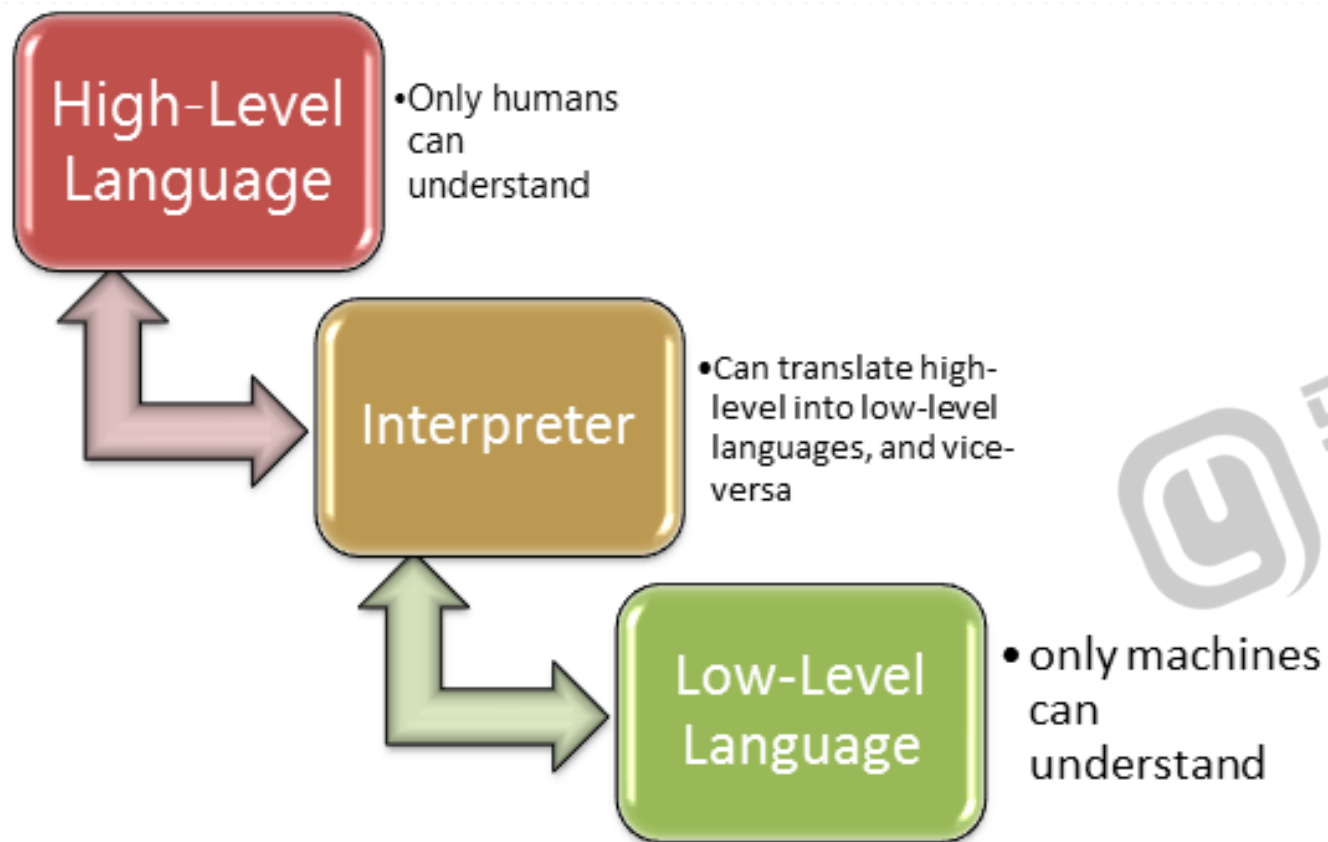 High-Level
Language
•Only humans
can
understand
Interpreter
•Can translate high-
level into low-level
languages, and vice-
versa
Low-Level
Language
• only machines
can
understand